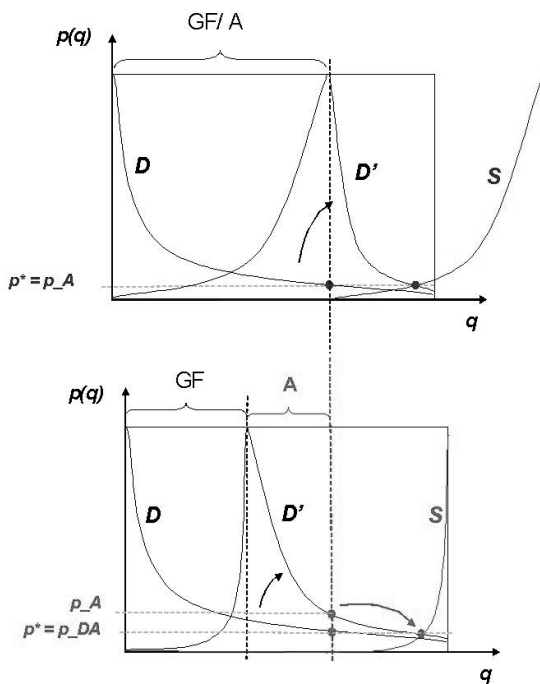 GF/ A
p(q)
D
D’
S
p* = p_A
q
GF
A
p(q)
D
D’
S
p_A
p* = p_DA
q